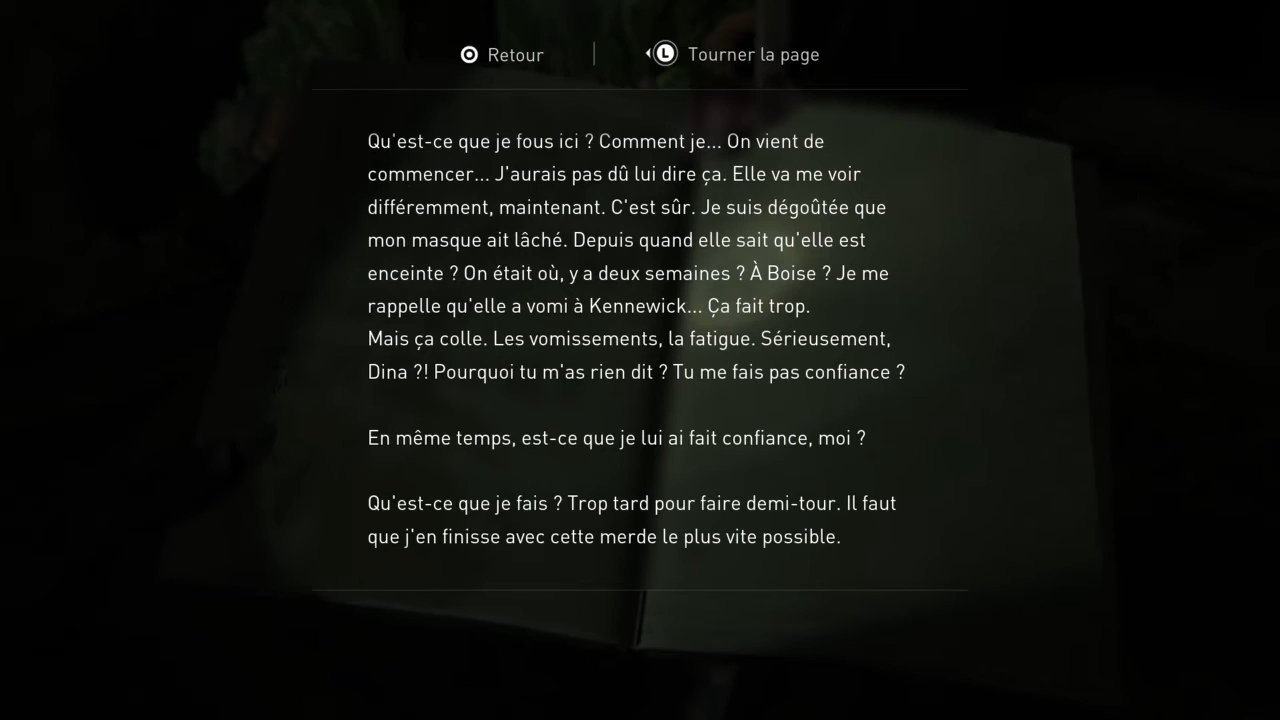 Retour
L Tourner la page
Qu'est-ce que je fous ici ? Comment je... On vient de
commencer... J'aurais pas dû lui dire ça. Elle va me voir
différemment, maintenant. C'est sûr. Je suis dégoûtée que
mon masque ait lâché. Depuis quand elle sait qu'elle est
enceinte ? On était où, y a deux semaines ? À Boise ? Je me
rappelle qu'elle a vomi à Kennewick... Ça fait trop.
Mais ça colle. Les vomissements, la fatigue. Sérieusement,
Dina ?! Pourquoi tu m'as rien dit ? Tu me fais pas confiance ?
En même temps, est-ce que je lui ai fait confiance, moi ?
Qu'est-ce que je fais ? Trop tard pour faire demi-tour. Il faut
que j'en finisse avec cette merde le plus vite possible.